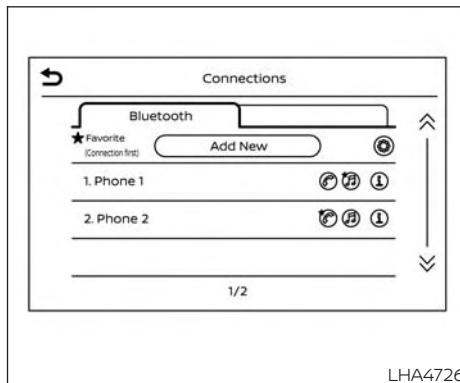 Connections
Bluetooth
Favorite
(Connection first)
Add New
1. Phone 1
2. Phone 2
1/2
LHA4726